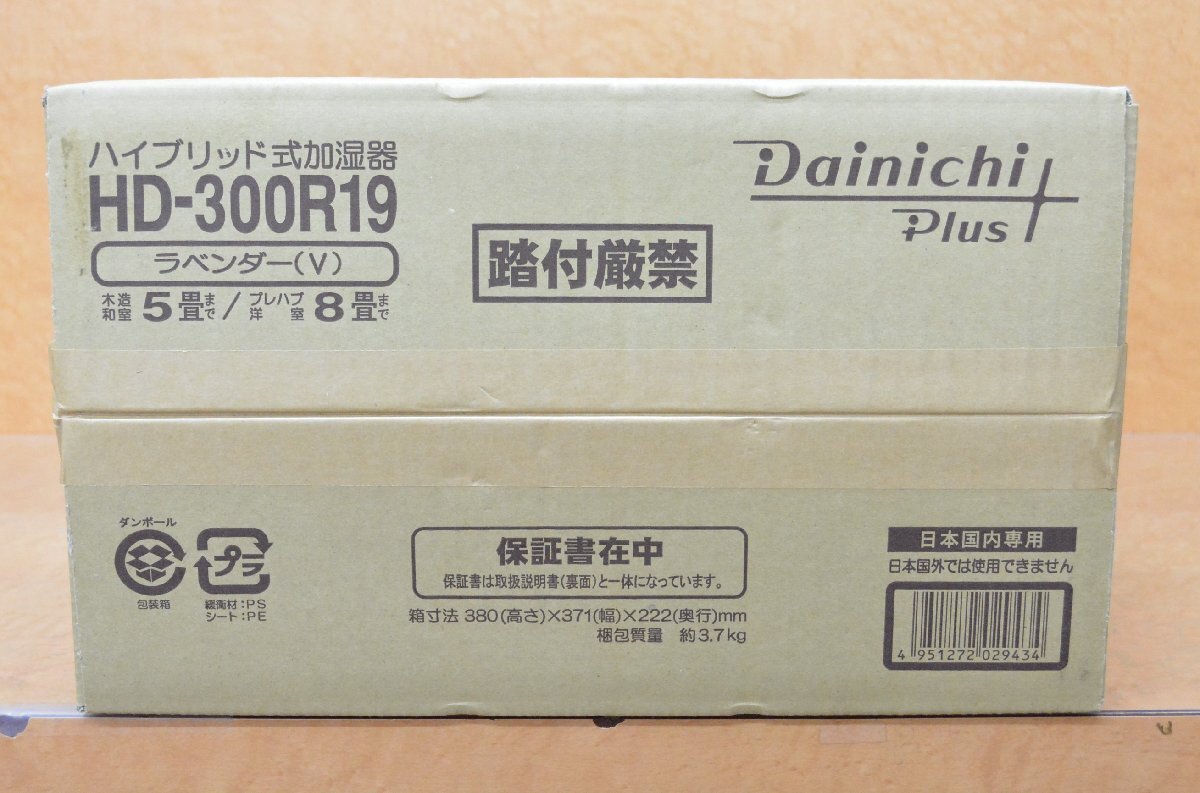 ハイブリッド式加湿器
HD-300R19
ラベンダー(V)
木造和室5畳まで/プレハブ洋室8畳まで
Dainichi
Plus
踏付厳禁
ダンボール
包装箱
プラ
緩衝材:PS
シート:PE
保証書在中
保証書は取扱説明書(裏面)と一体になっています。
箱寸法 380(高さ)×371(幅)×222(奥行)mm
梱包質量 約3.7kg
日本国内専用
日本国外では使用できません
4 951272 029434